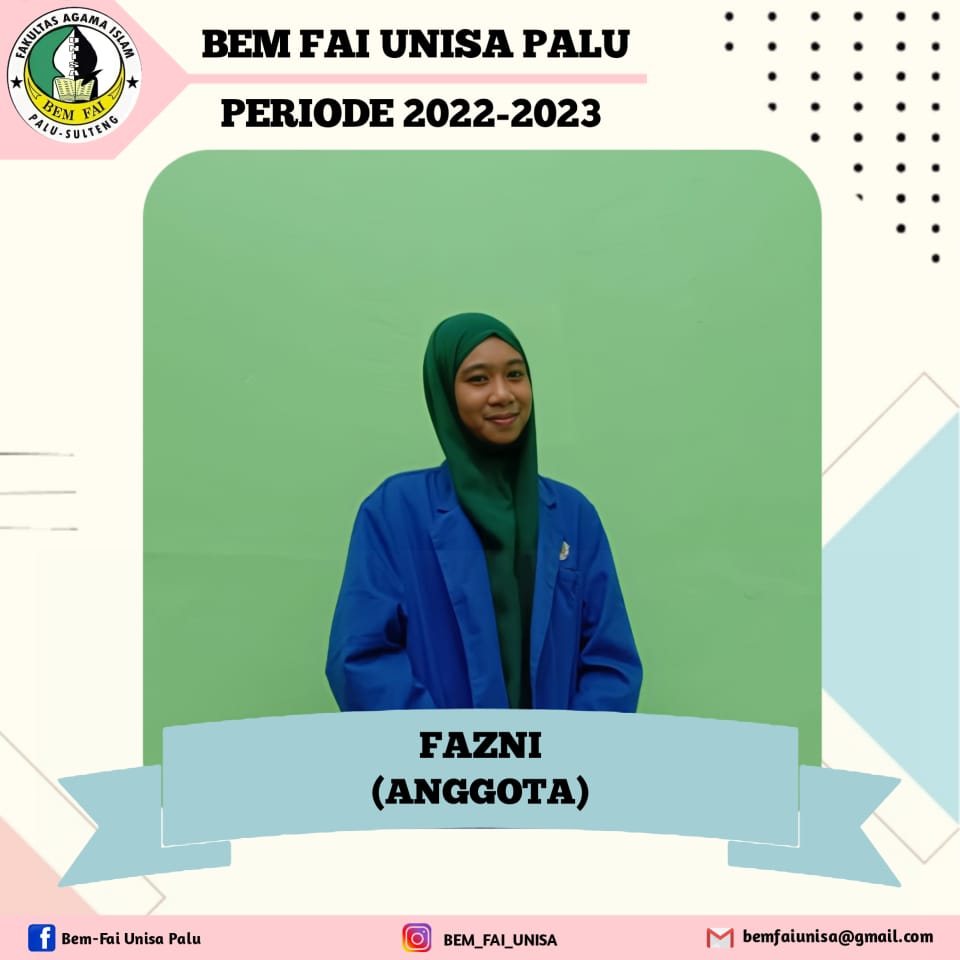 FAKULTAS AGAMA ISLAM
BEM FAI
PALU-SULTENG
BEM FAI UNISA PALU
PERIODE 2022-2023
FAZNI
(ANGGOTA)
Bem-Fai Unisa Palu
BEM_FAI_UNISA
bemfaiunisa@gmail.com